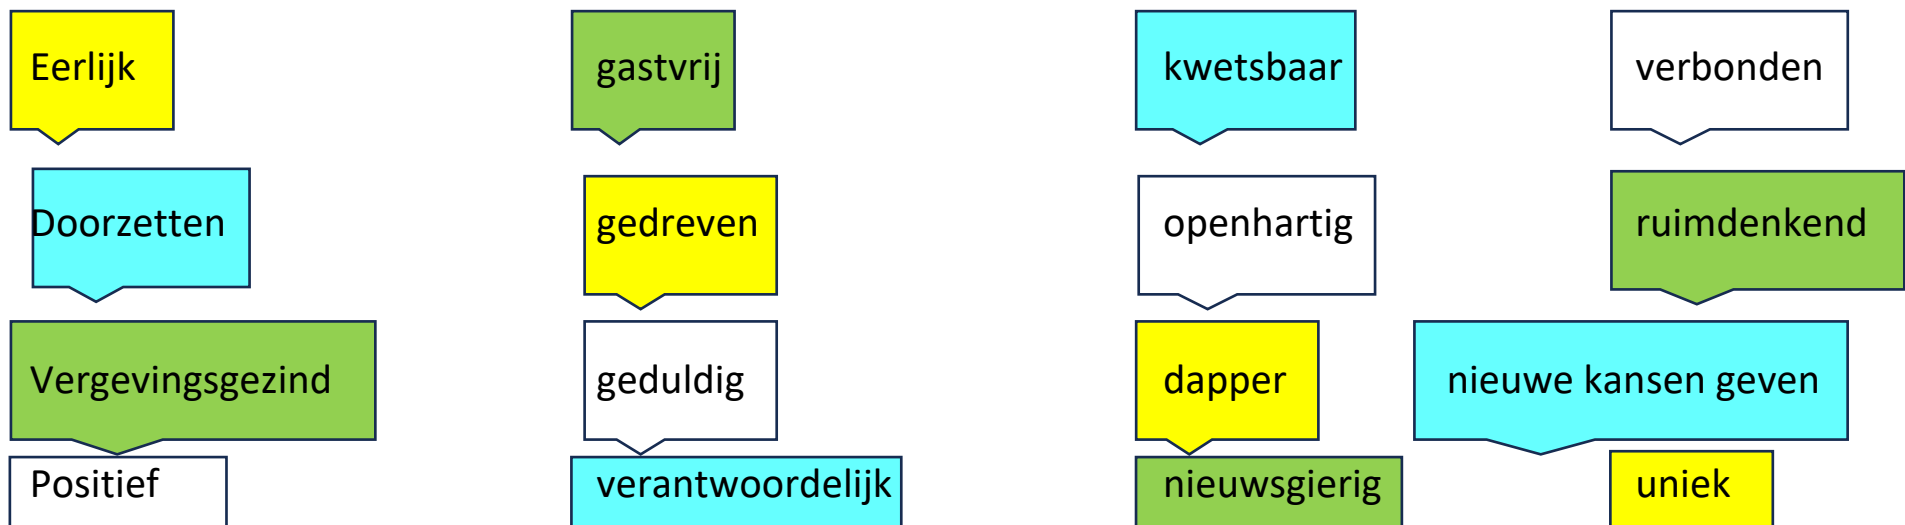 Eerlijk gastvrij kwetsbaar verbonden
Doorzetten gedreven openhartig ruimdenkend
Vergevingsgezind geduldig dapper nieuwe kansen geven
Positief verantwoordelijk nieuwsgierig uniek